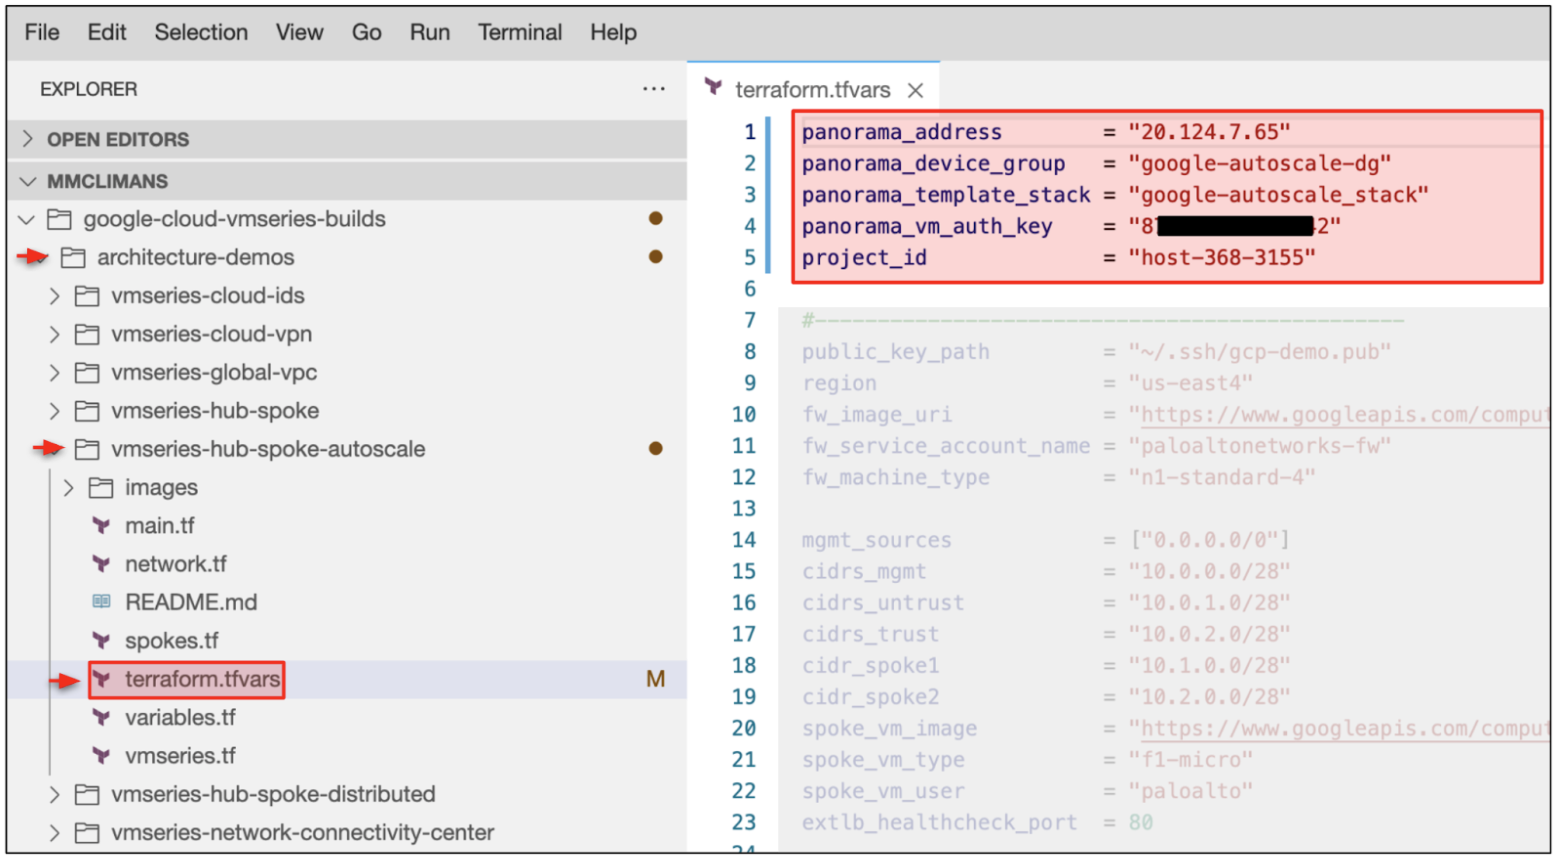 File Edit Selection View Go Run Terminal Help
EXPLORER ...
OPEN EDITORS
MMCLIMANS
google-cloud-vmseries-builds
architecture-demos
vmseries-cloud-ids
vmseries-cloud-vpn
vmseries-global-vpc
vmseries-hub-spoke
vmseries-hub-spoke-autoscale
images
main.tf
network.tf
README.md
spokes.tf
terraform.tfvars M
variables.tf
vmseries.tf
vmseries-hub-spoke-distributed
vmseries-network-connectivity-center
terraform.tfvars
1 panorama_address = "20.124.7.65"
2 panorama_device_group = "google-autoscale-dg"
3 panorama_template_stack = "google-autoscale_stack"
4 panorama_vm_auth_key = "8 2"
5 project_id = "host-368-3155"
6
7 #-----------------------------------------------
8 public_key_path = "~/.ssh/gcp-demo.pub"
9 region = "us-east4"
10 fw_image_uri = "https://www.googleapis.com/comput
11 fw_service_account_name = "paloaltonetworks-fw"
12 fw_machine_type = "n1-standard-4"
13
14 mgmt_sources = ["0.0.0.0/0"]
15 cidrs_mgmt = "10.0.0.0/28"
16 cidrs_untrust = "10.0.1.0/28"
17 cidrs_trust = "10.0.2.0/28"
18 cidr_spoke1 = "10.1.0.0/28"
19 cidr_spoke2 = "10.2.0.0/28"
20 spoke_vm_image = "https://www.googleapis.com/comput
21 spoke_vm_type = "f1-micro"
22 spoke_vm_user = "paloalto"
23 extlb_healthcheck_port = 80
24